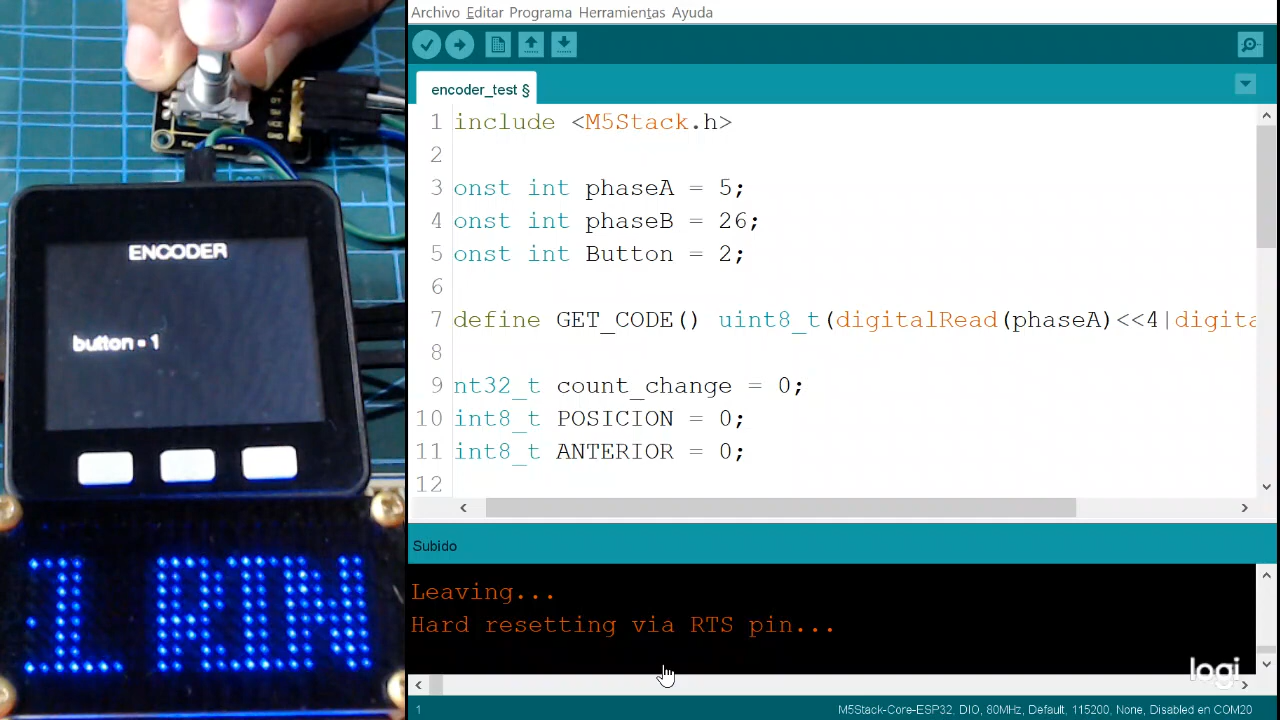 Archivo Editar Programa Herramientas Ayuda
encoder_test §
1 include <M5Stack.h>
2
3 onst int phaseA = 5;
4 onst int phaseB = 26;
5 onst int Button = 2;
6
7 define GET_CODE() uint8_t(digitalRead(phaseA)<<4|digita
8
9 nt32_t count_change = 0;
10 int8_t POSICION = 0;
11 int8_t ANTERIOR = 0;
12
Subido
Leaving...
Hard resetting via RTS pin...
logi
1
M5Stack-Core-ESP32, DIO, 80MHz, Default, 115200, None, Disabled en COM20
ENCODER
button = 1